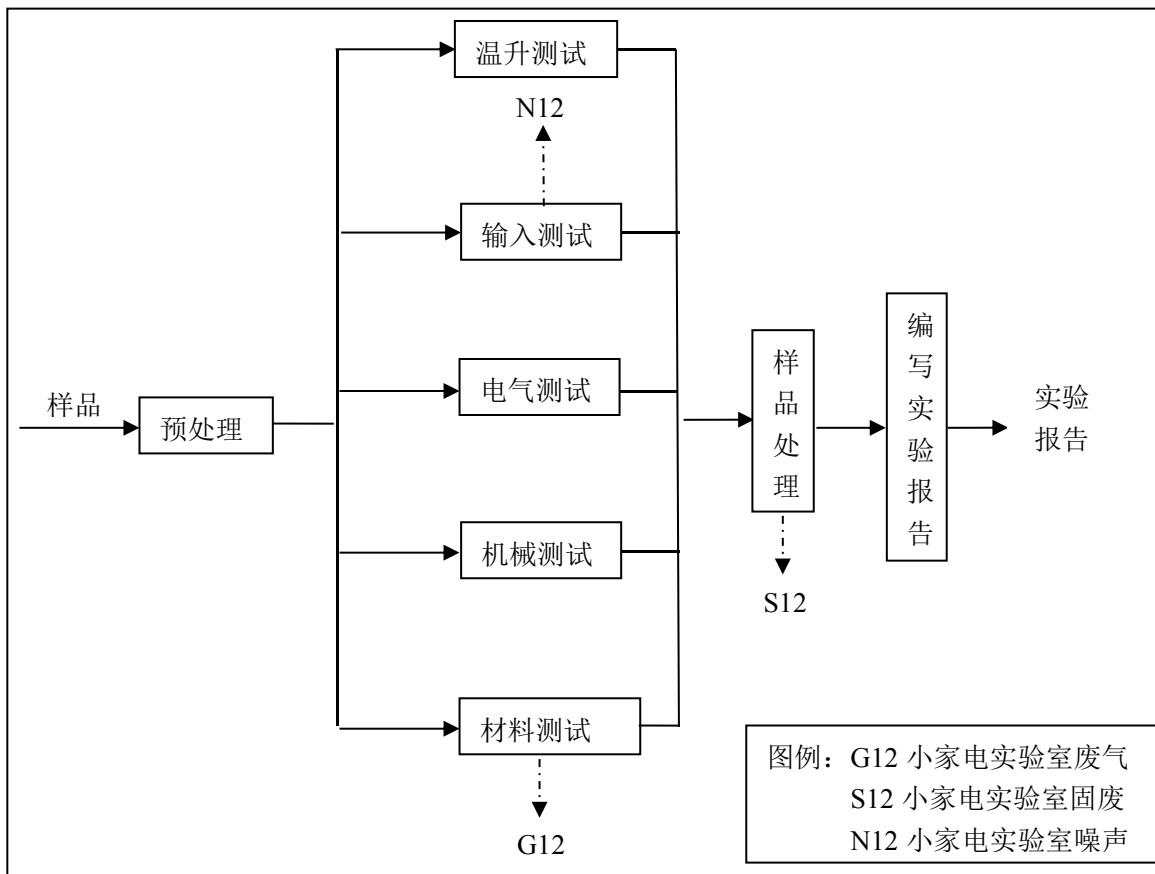 温升测试
N12
输入测试
电气测试
样品
预处理
机械测试
材料测试
G12
样品处理
S12
编写实验报告
实验
报告
图例：G12 小家电实验室废气
S12 小家电实验室固废
N12 小家电实验室噪声